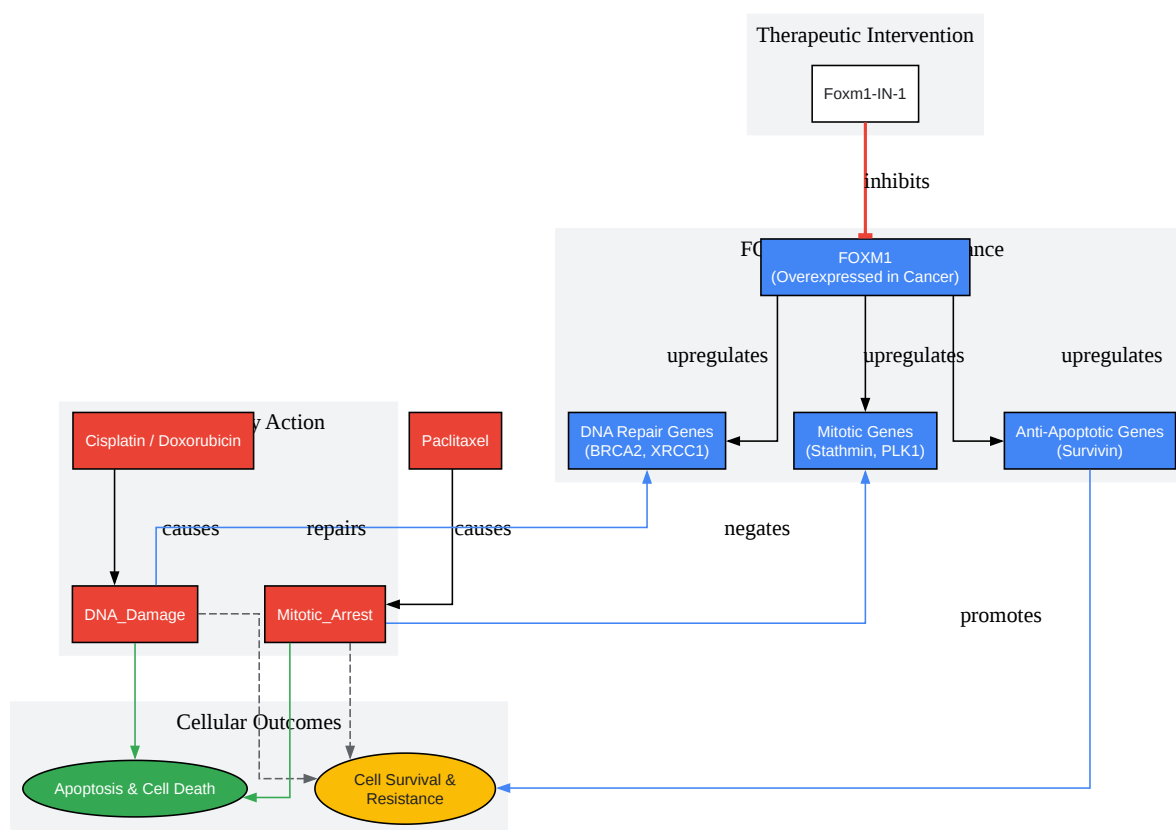 Therapeutic Intervention
Foxm1-IN-1
inhibits
FOXM1
(Overexpressed in Cancer)
upregulates
upregulates
upregulates
Action
Cisplatin / Doxorubicin
Paclitaxel
DNA Repair Genes
(BRCA2, XRCC1)
Mitotic Genes
(Stathmin, PLK1)
Anti-Apoptotic Genes
(Survivin)
causes
repairs
causes
negates
DNA_Damage
Mitotic_Arrest
promotes
Cellular Outcomes
Apoptosis & Cell Death
Cell Survival &
Resistance